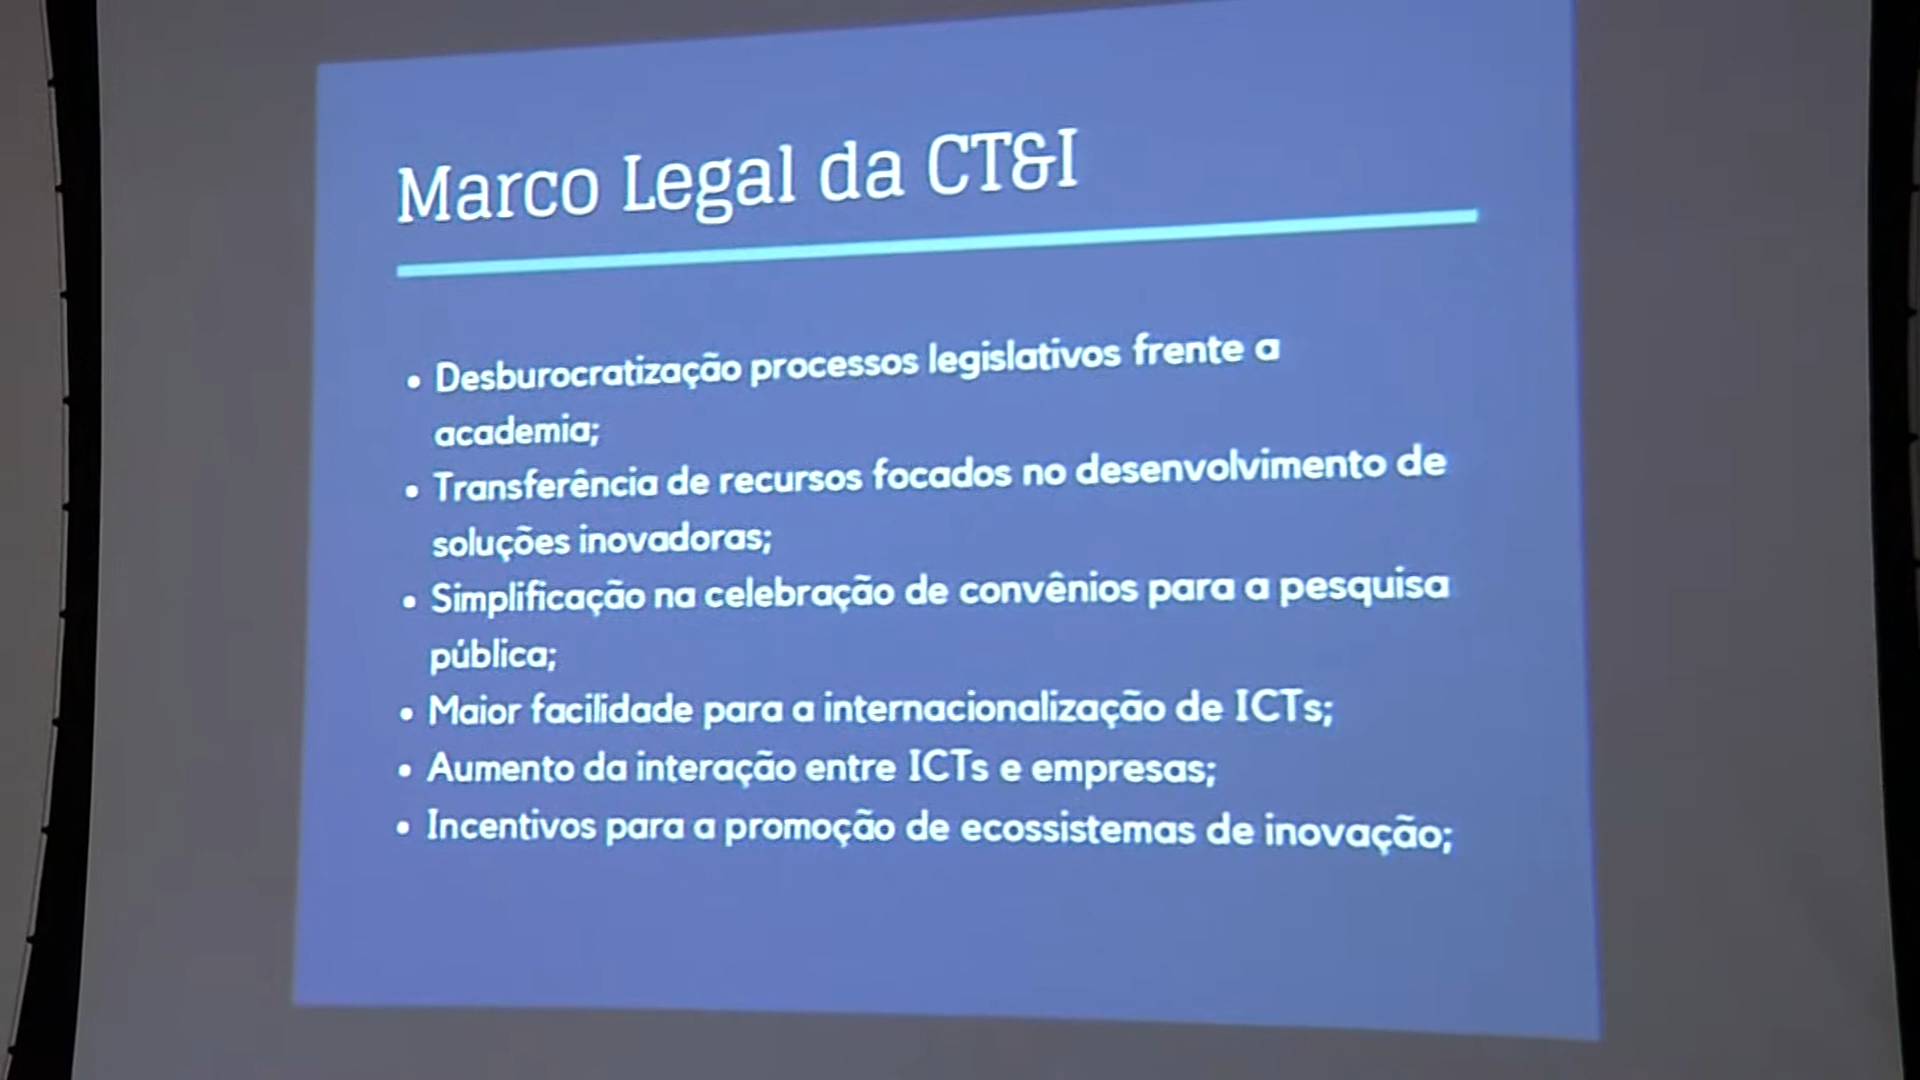 Marco Legal da CT&I
• Desburocratização processos legislativos frente a
academia;
• Transferência de recursos focados no desenvolvimento de
soluções inovadoras;
• Simplificação na celebração de convênios para a pesquisa
pública;
• Maior facilidade para a internacionalização de ICTs;
• Aumento da interação entre ICTs e empresas;
• Incentivos para a promoção de ecossistemas de inovação;